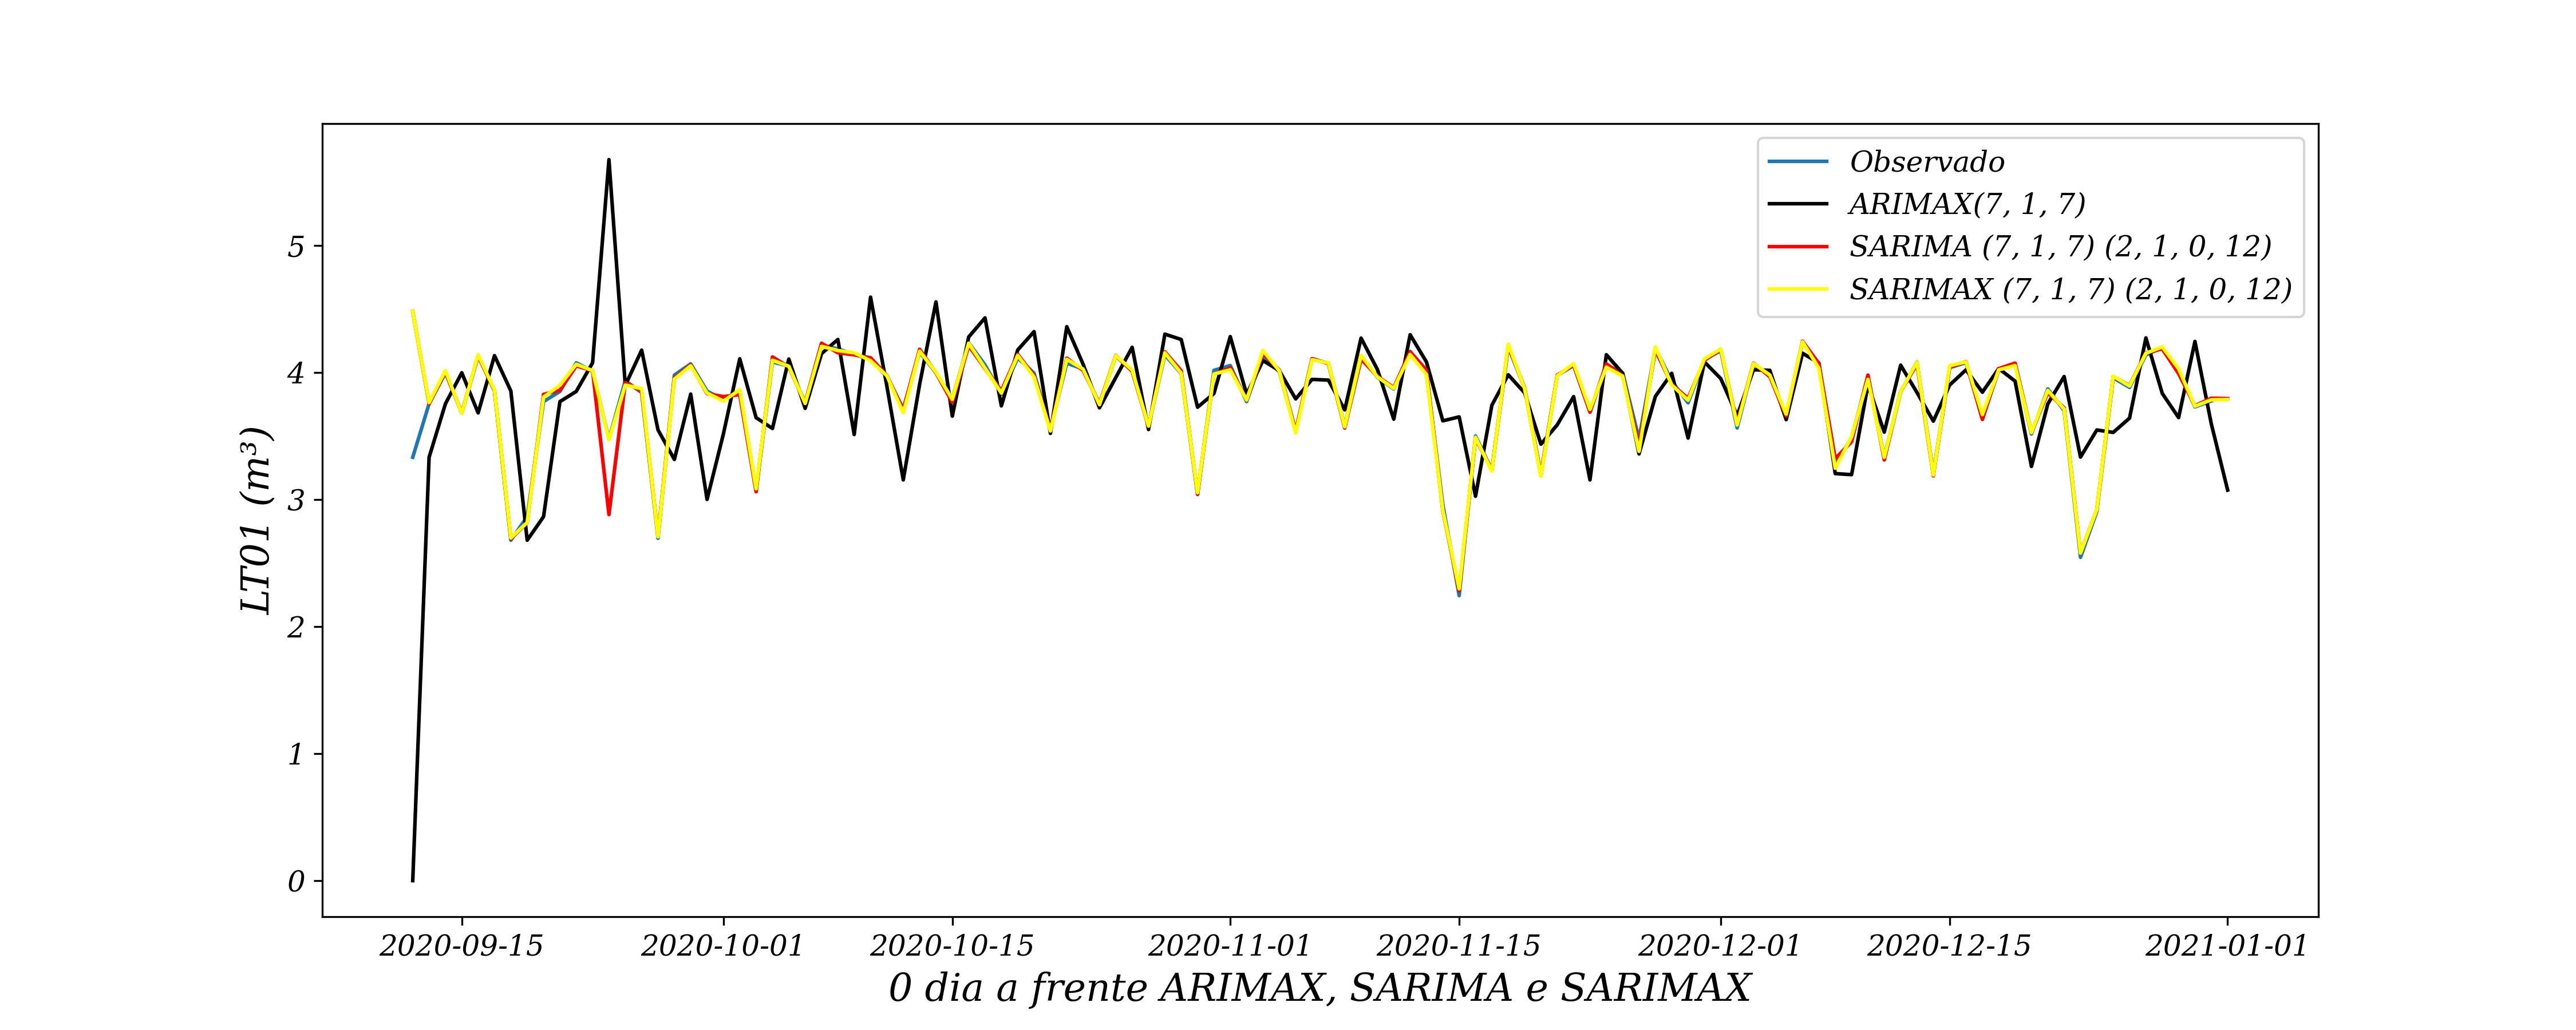 Observado
ARIMAX(7, 1, 7)
SARIMA (7, 1, 7) (2, 1, 0, 12)
SARIMAX (7, 1, 7) (2, 1, 0, 12)
5
4
3
2
1
0
LT01 (m³)
2020-09-15 2020-10-01 2020-10-15 2020-11-01 2020-11-15 2020-12-01 2020-12-15 2021-01-01
0 dia a frente ARIMAX, SARIMA e SARIMAX